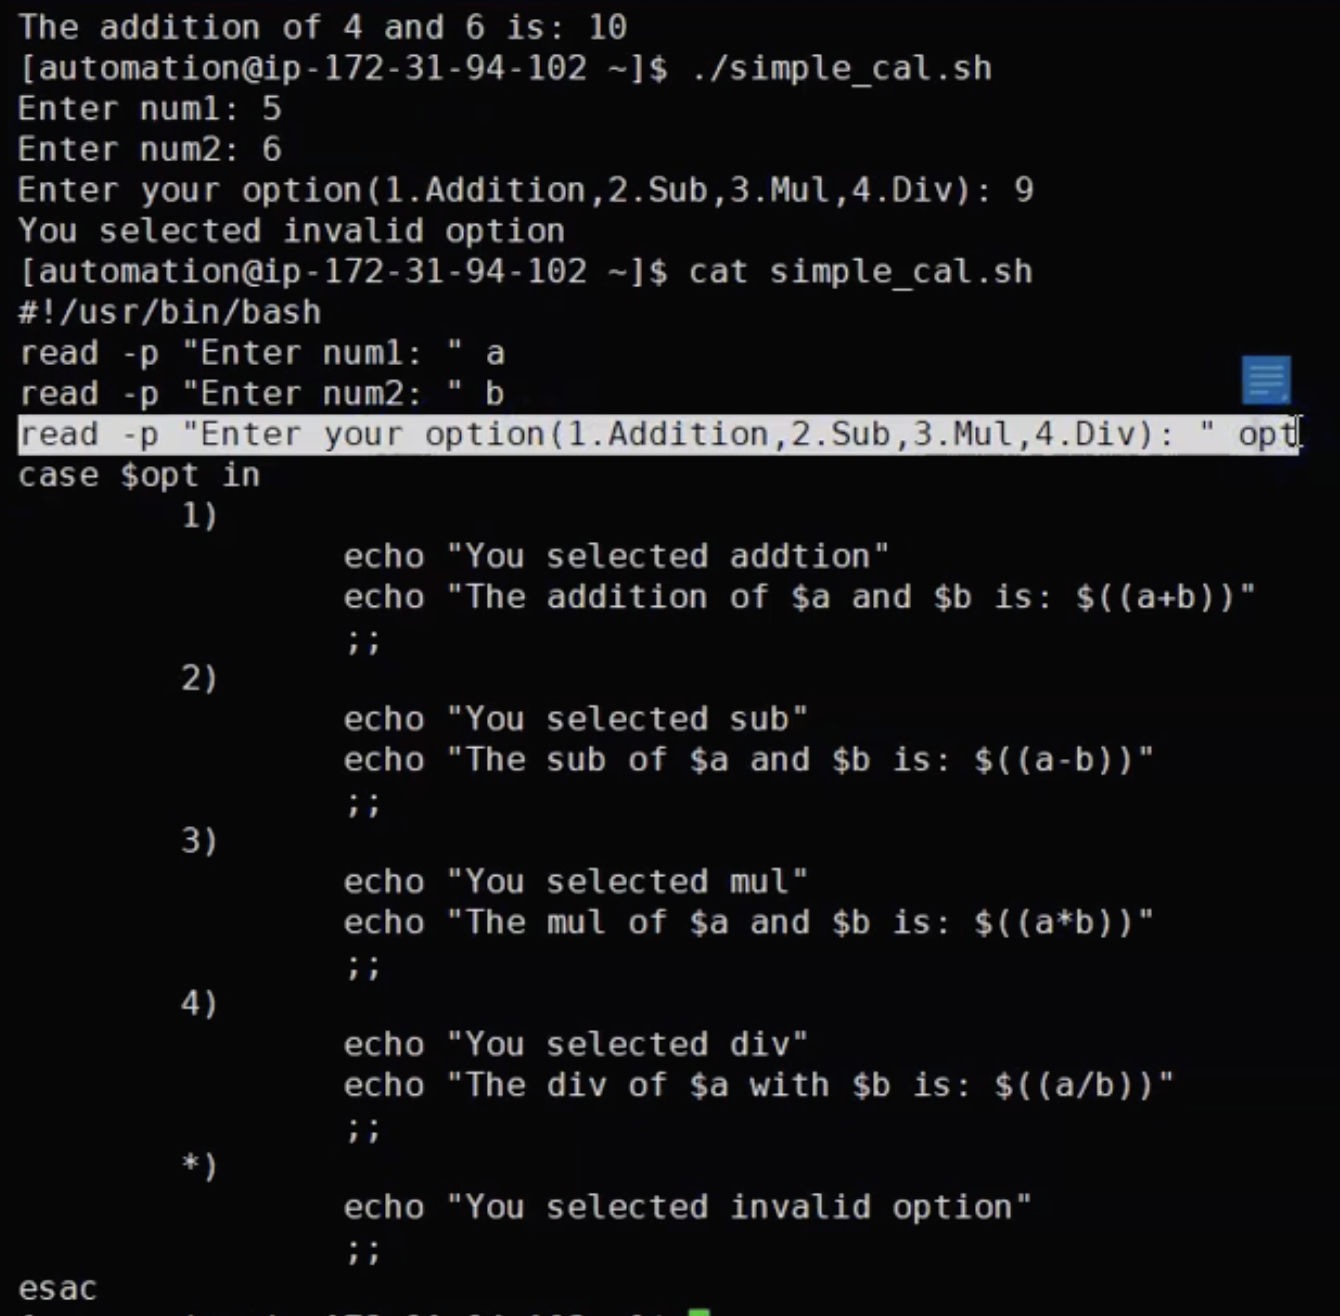 The addition of 4 and 6 is: 10
[automation@ip-172-31-94-102 ~]$ ./simple_cal.sh
Enter num1: 5
Enter num2: 6
Enter your option(1.Addition,2.Sub,3.Mul,4.Div): 9
You selected invalid option
[automation@ip-172-31-94-102 ~]$ cat simple_cal.sh
#!/usr/bin/bash
read -p "Enter num1: " a
read -p "Enter num2: " b
read -p "Enter your option(1.Addition,2.Sub,3.Mul,4.Div): " opt
case $opt in
        1)
                echo "You selected addtion"
                echo "The addition of $a and $b is: $((a+b))"
                ;;
        2)
                echo "You selected sub"
                echo "The sub of $a and $b is: $((a-b))"
                ;;
        3)
                echo "You selected mul"
                echo "The mul of $a and $b is: $((a*b))"
                ;;
        4)
                echo "You selected div"
                echo "The div of $a with $b is: $((a/b))"
                ;;
        *)
                echo "You selected invalid option"
                ;;
esac